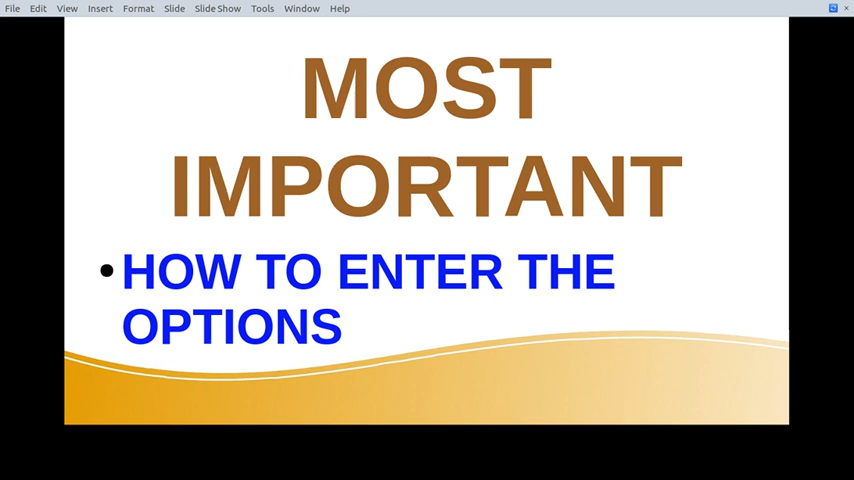 File Edit View Insert Format Slide Slide Show Tools Window Help
MOST
IMPORTANT
•HOW TO ENTER THE
OPTIONS